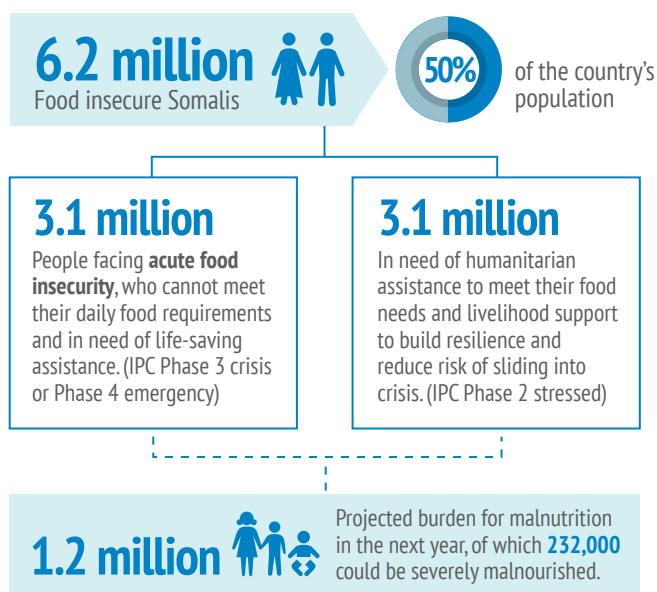 6.2 million
Food insecure Somalis
50%
of the country's
population
3.1 million
People facing acute food
insecurity, who cannot meet
their daily food requirements
and in need of life-saving
assistance. (IPC Phase 3 crisis
or Phase 4 emergency)
3.1 million
In need of humanitarian
assistance to meet their food
needs and livelihood support
to build resilience and
reduce risk of sliding into
crisis. (IPC Phase 2 stressed)
1.2 million
Projected burden for malnutrition
in the next year, of which 232,000
could be severely malnourished.